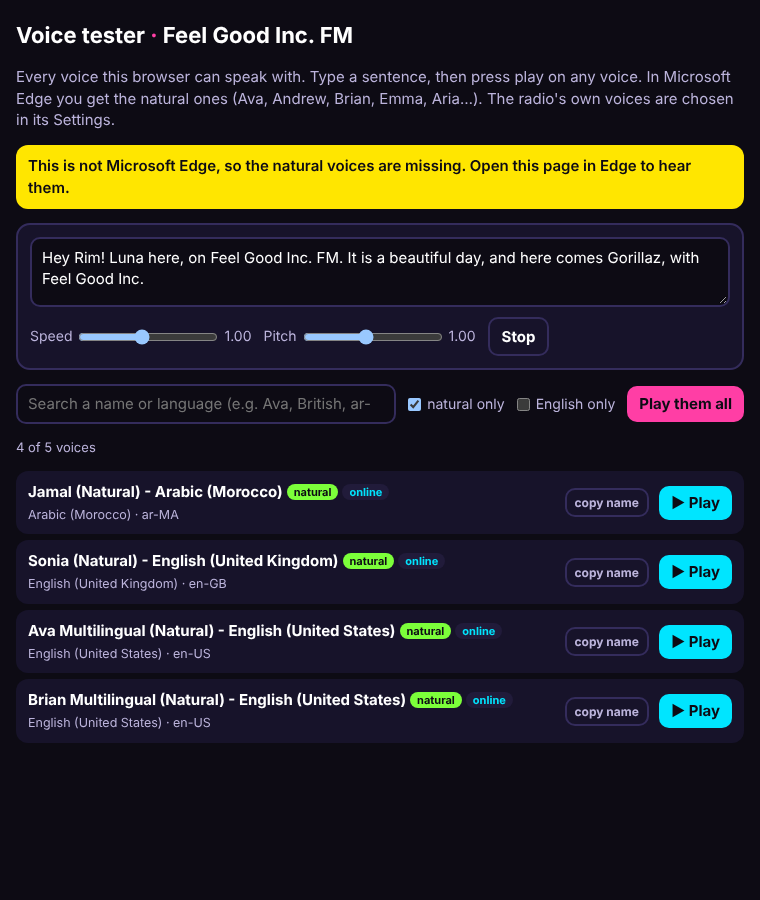 Voice tester · Feel Good Inc. FM
Every voice this browser can speak with. Type a sentence, then press play on any voice. In Microsoft
Edge you get the natural ones (Ava, Andrew, Brian, Emma, Aria…). The radio's own voices are chosen
in its Settings.
This is not Microsoft Edge, so the natural voices are missing. Open this page in Edge to hear
them.
Hey Rim! Luna here, on Feel Good Inc. FM. It is a beautiful day, and here comes Gorillaz, with
Feel Good Inc.
Speed 1.00 Pitch 1.00 Stop
Search a name or language (e.g. Ava, British, ar- natural only English only Play them all
4 of 5 voices
Jamal (Natural) - Arabic (Morocco) natural online
Arabic (Morocco) · ar-MA
copy name ▶ Play
Sonia (Natural) - English (United Kingdom) natural online
English (United Kingdom) · en-GB
copy name ▶ Play
Ava Multilingual (Natural) - English (United States) natural online
English (United States) · en-US
copy name ▶ Play
Brian Multilingual (Natural) - English (United States) natural online
English (United States) · en-US
copy name ▶ Play